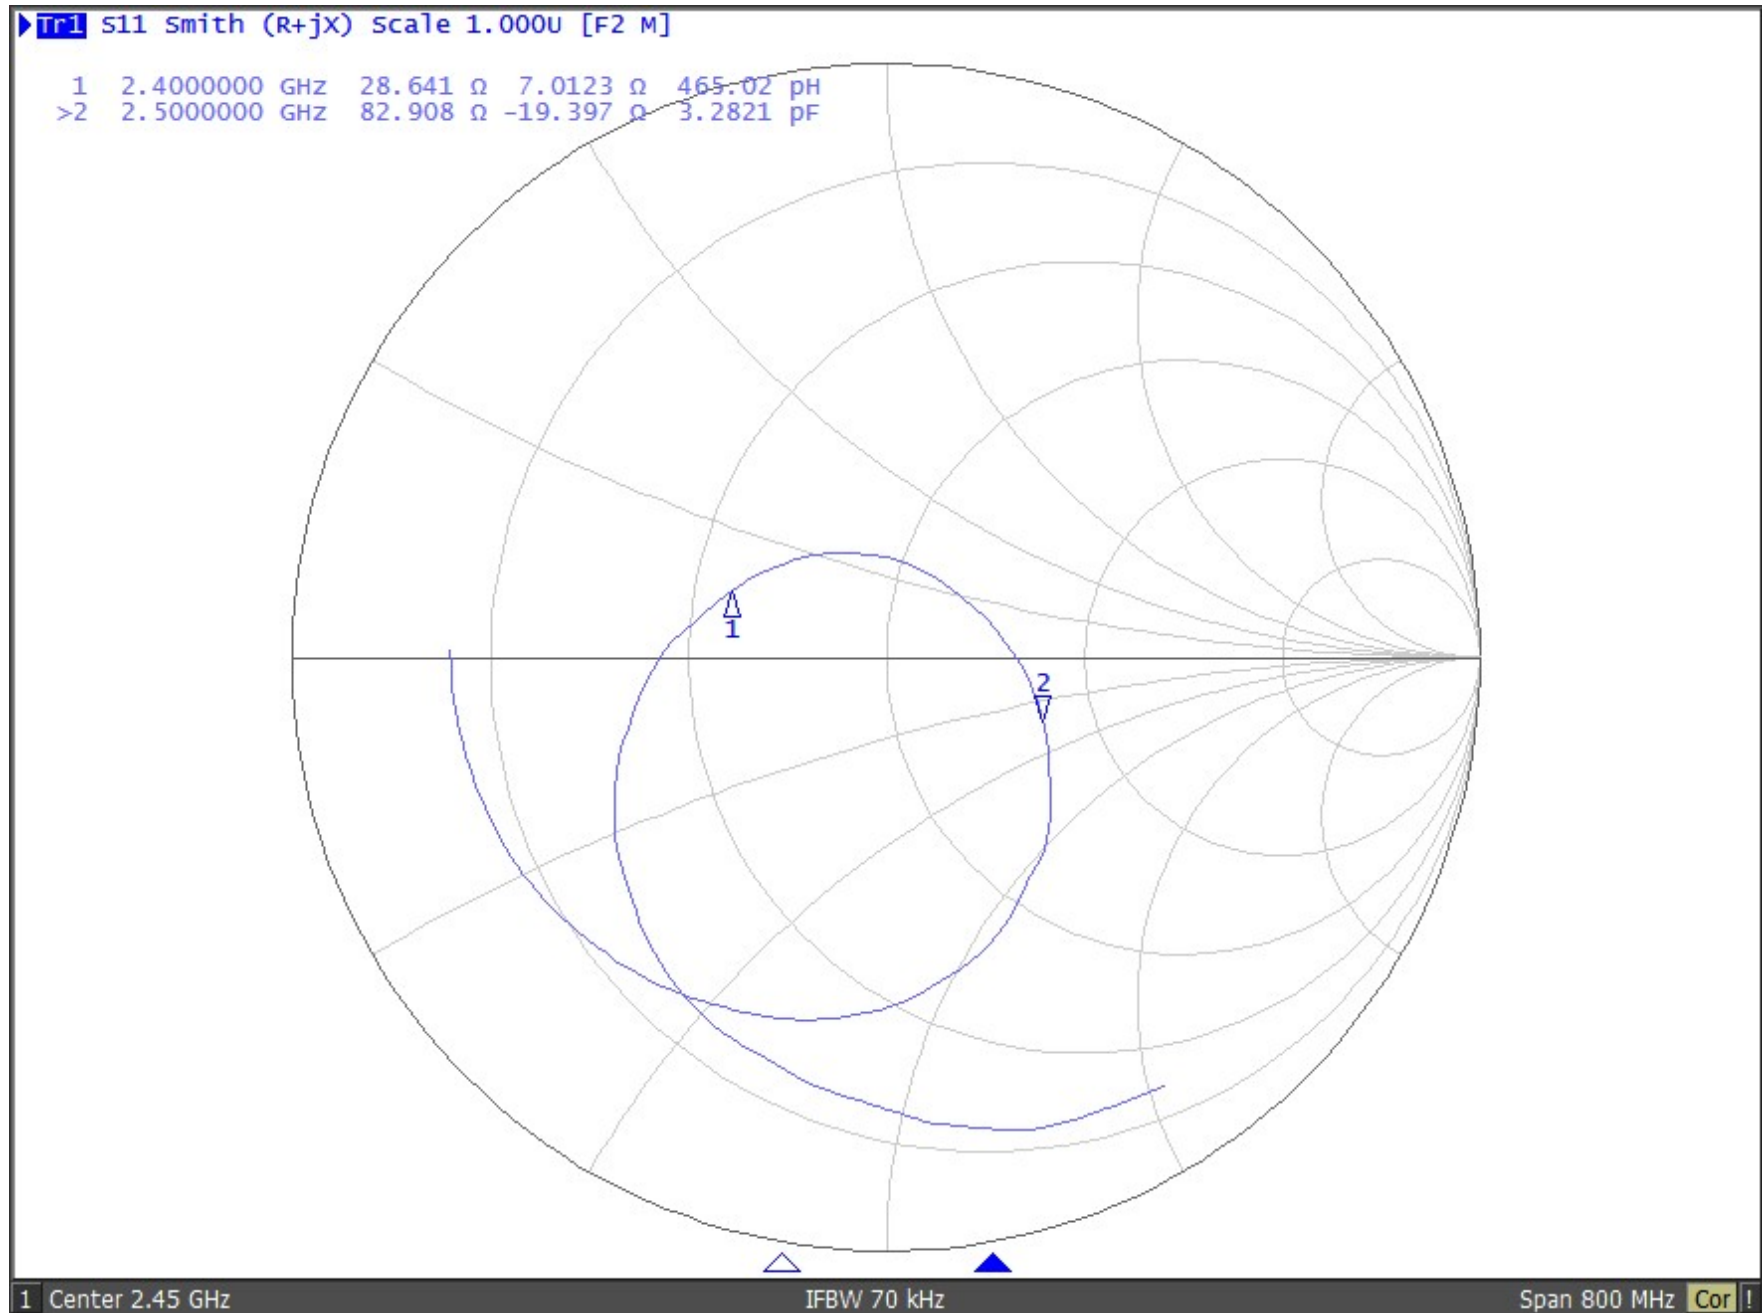 Tr1 S11 Smith (R+jX) Scale 1.000U [F2 M]
1 2.4000000 GHz 28.641 Ω 7.0123 Ω 465.02 pH
>2 2.5000000 GHz 82.908 Ω -19.397 Ω 3.2821 pF
1
2
1 Center 2.45 GHz IFBW 70 kHz Span 800 MHz Cor !